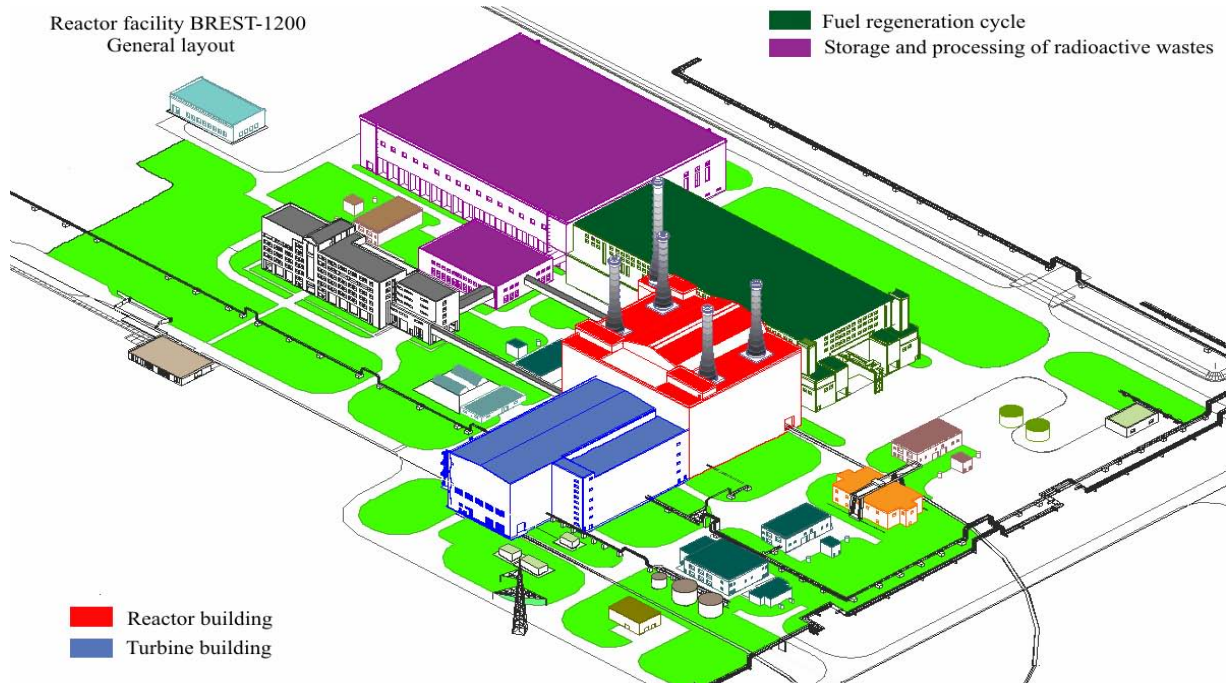 Reactor facility BREST-1200
General layout
Fuel regeneration cycle
Storage and processing of radioactive wastes
Reactor building
Turbine building